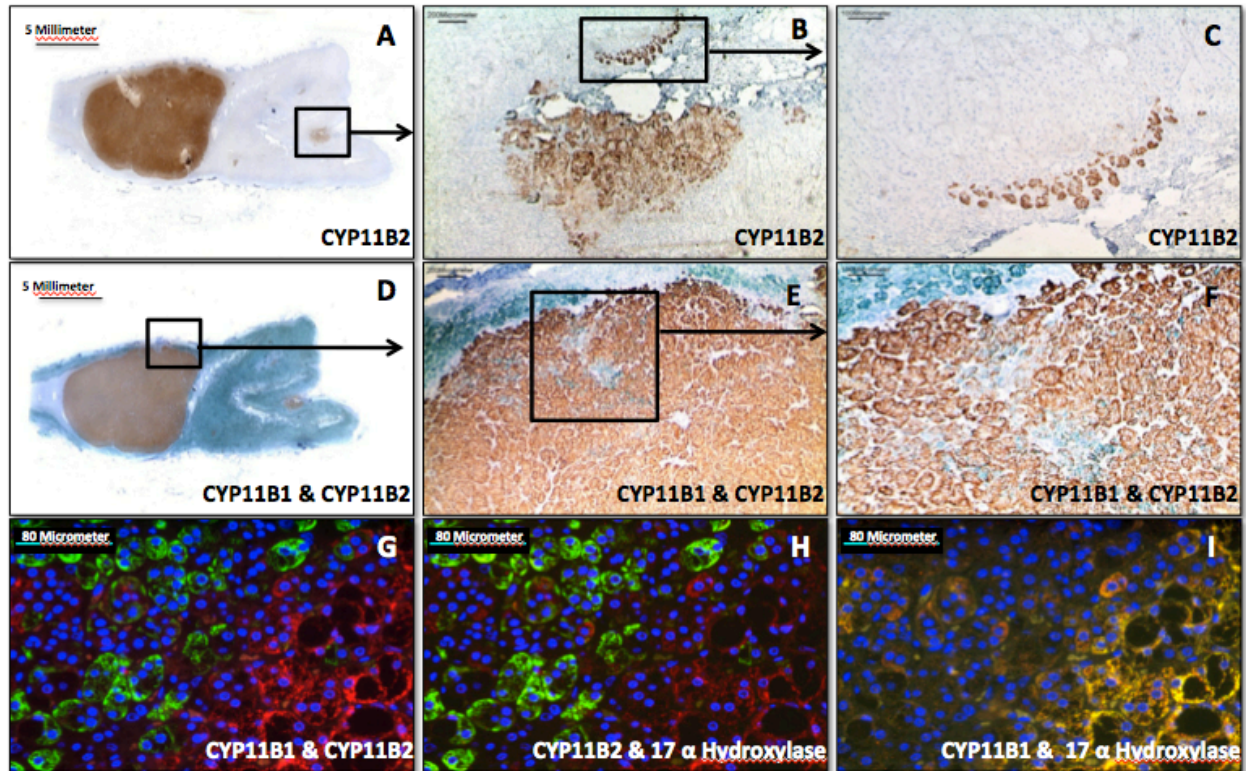 5 Millimeter
A
CYP11B2
200Micrometer
B
CYP11B2
C
CYP11B2
5 Millimeter
D
CYP11B1 & CYP11B2
E
CYP11B1 & CYP11B2
F
CYP11B1 & CYP11B2
80 Micrometer
G
CYP11B1 & CYP11B2
80 Micrometer
H
CYP11B2 & 17 α Hydroxylase
80 Micrometer
I
CYP11B1 & 17 α Hydroxylase